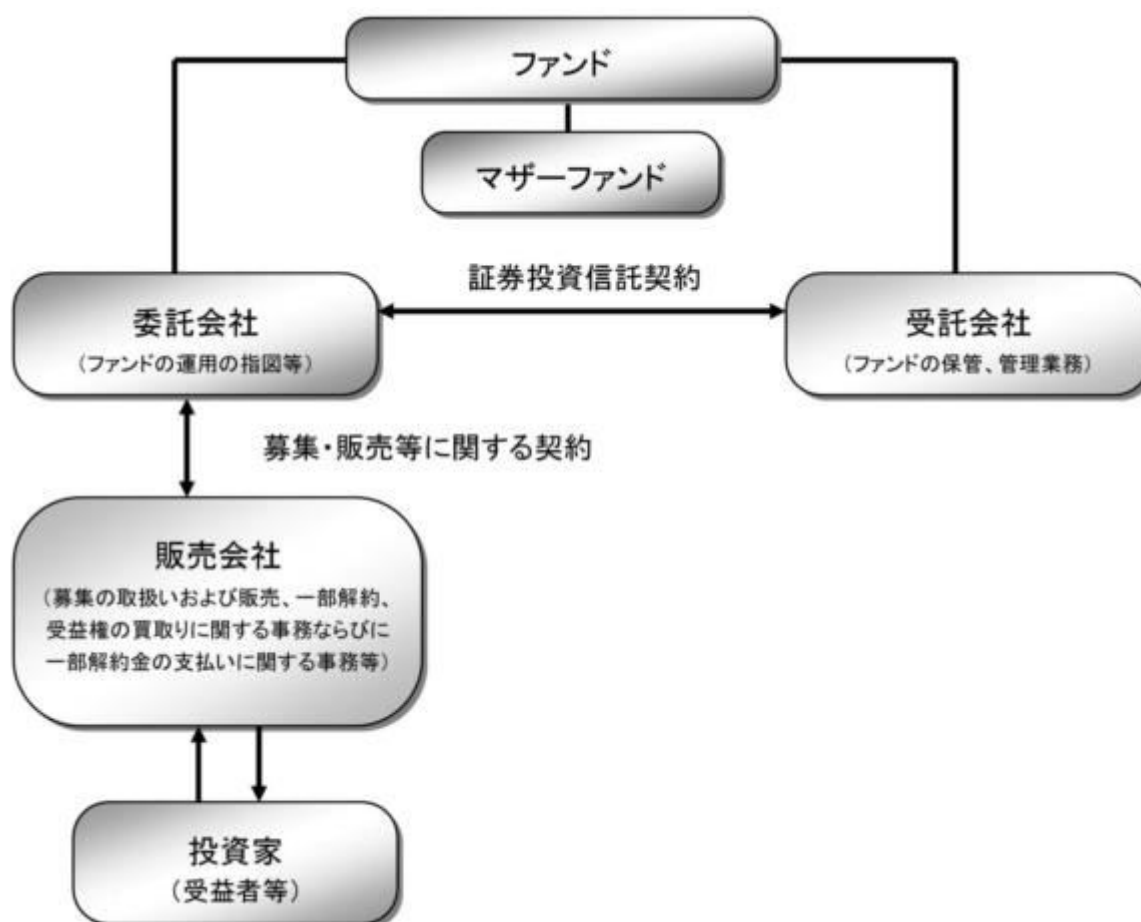 ファンド
マザーファンド
証券投資信託契約
委託会社
（ファンドの運用の指図等）
受託会社
（ファンドの保管、管理業務）
募集・販売等に関する契約
販売会社
（募集の取扱いおよび販売、一部解約、
受益権の買取りに関する事務ならびに
一部解約金の支払いに関する事務等）
投資家
（受益者等）